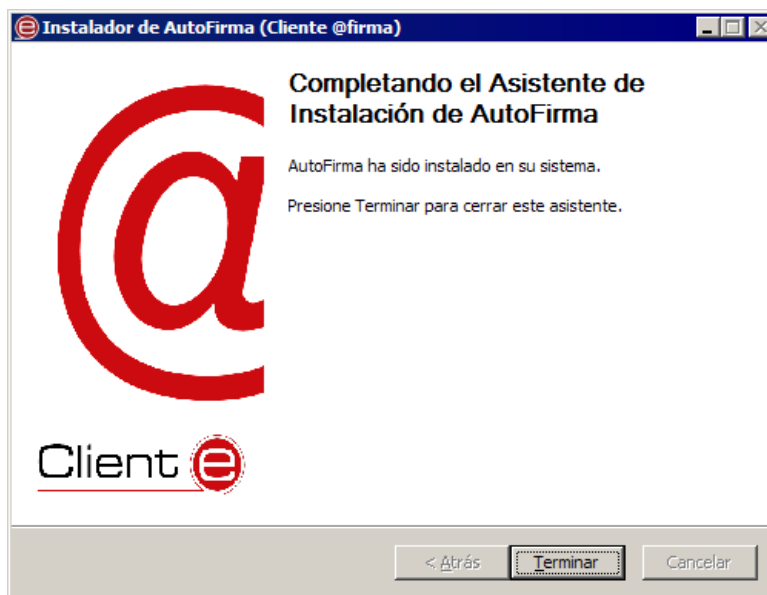 Instalador de AutoFirma (Cliente @firma)
Completando el Asistente de
Instalación de AutoFirma
AutoFirma ha sido instalado en su sistema.
Presione Terminar para cerrar este asistente.
@
Cliente
< Atrás
Terminar
Cancelar